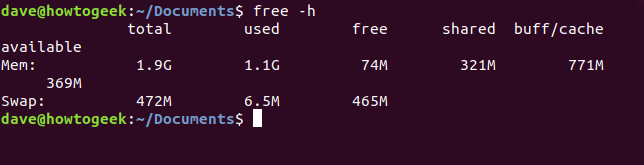 dave@howtogeek:~/Documents$ free -h
              total        used        free      shared  buff/cache
available
Mem:           1.9G        1.1G         74M        321M        771M
     369M
Swap:          472M        6.5M        465M
dave@howtogeek:~/Documents$